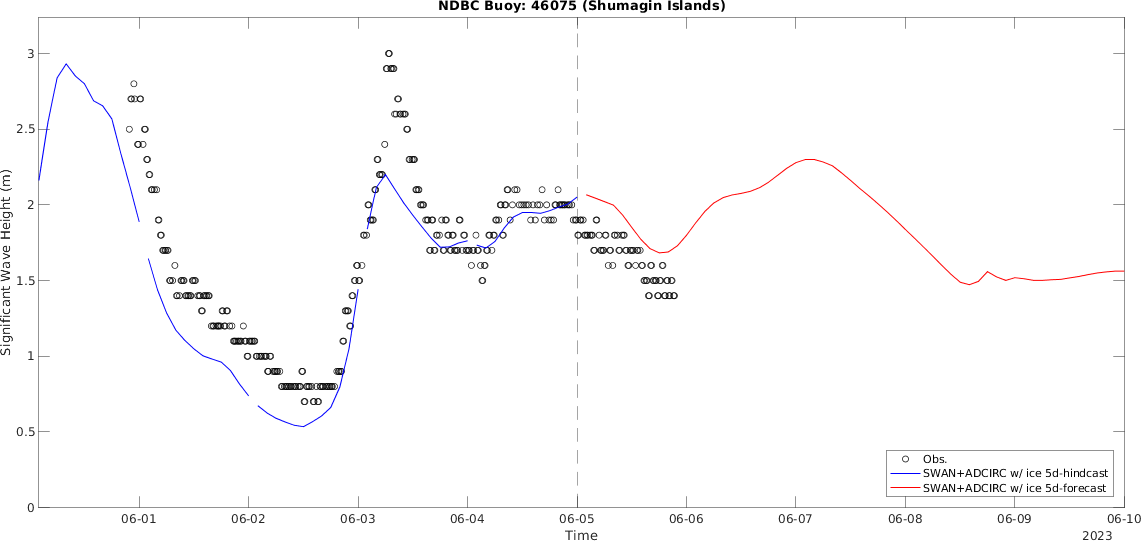 NDBC Buoy: 46075 (Shumagin Islands)
3
2.5
2
1.5
1
0.5
0
Significant Wave Height (m)
Obs.
SWAN+ADCIRC w/ ice 5d-hindcast
SWAN+ADCIRC w/ ice 5d-forecast
06-01 06-02 06-03 06-04 06-05 06-06 06-07 06-08 06-09 06-10
Time
2023